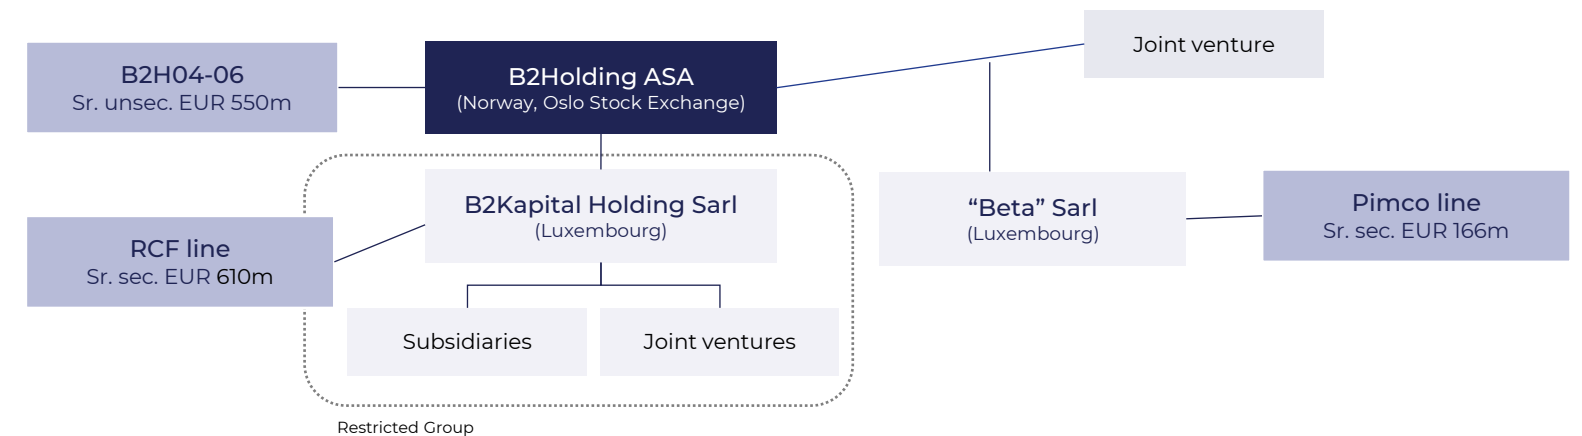 Joint venture
B2H04-06
Sr. unsec. EUR 550m
B2Holding ASA
(Norway, Oslo Stock Exchange)
B2Kapital Holding Sarl
(Luxembourg)
“Beta” Sarl
(Luxembourg)
Pimco line
Sr. sec. EUR 166m
RCF line
Sr. sec. EUR 610m
Subsidiaries
Joint ventures
Restricted Group